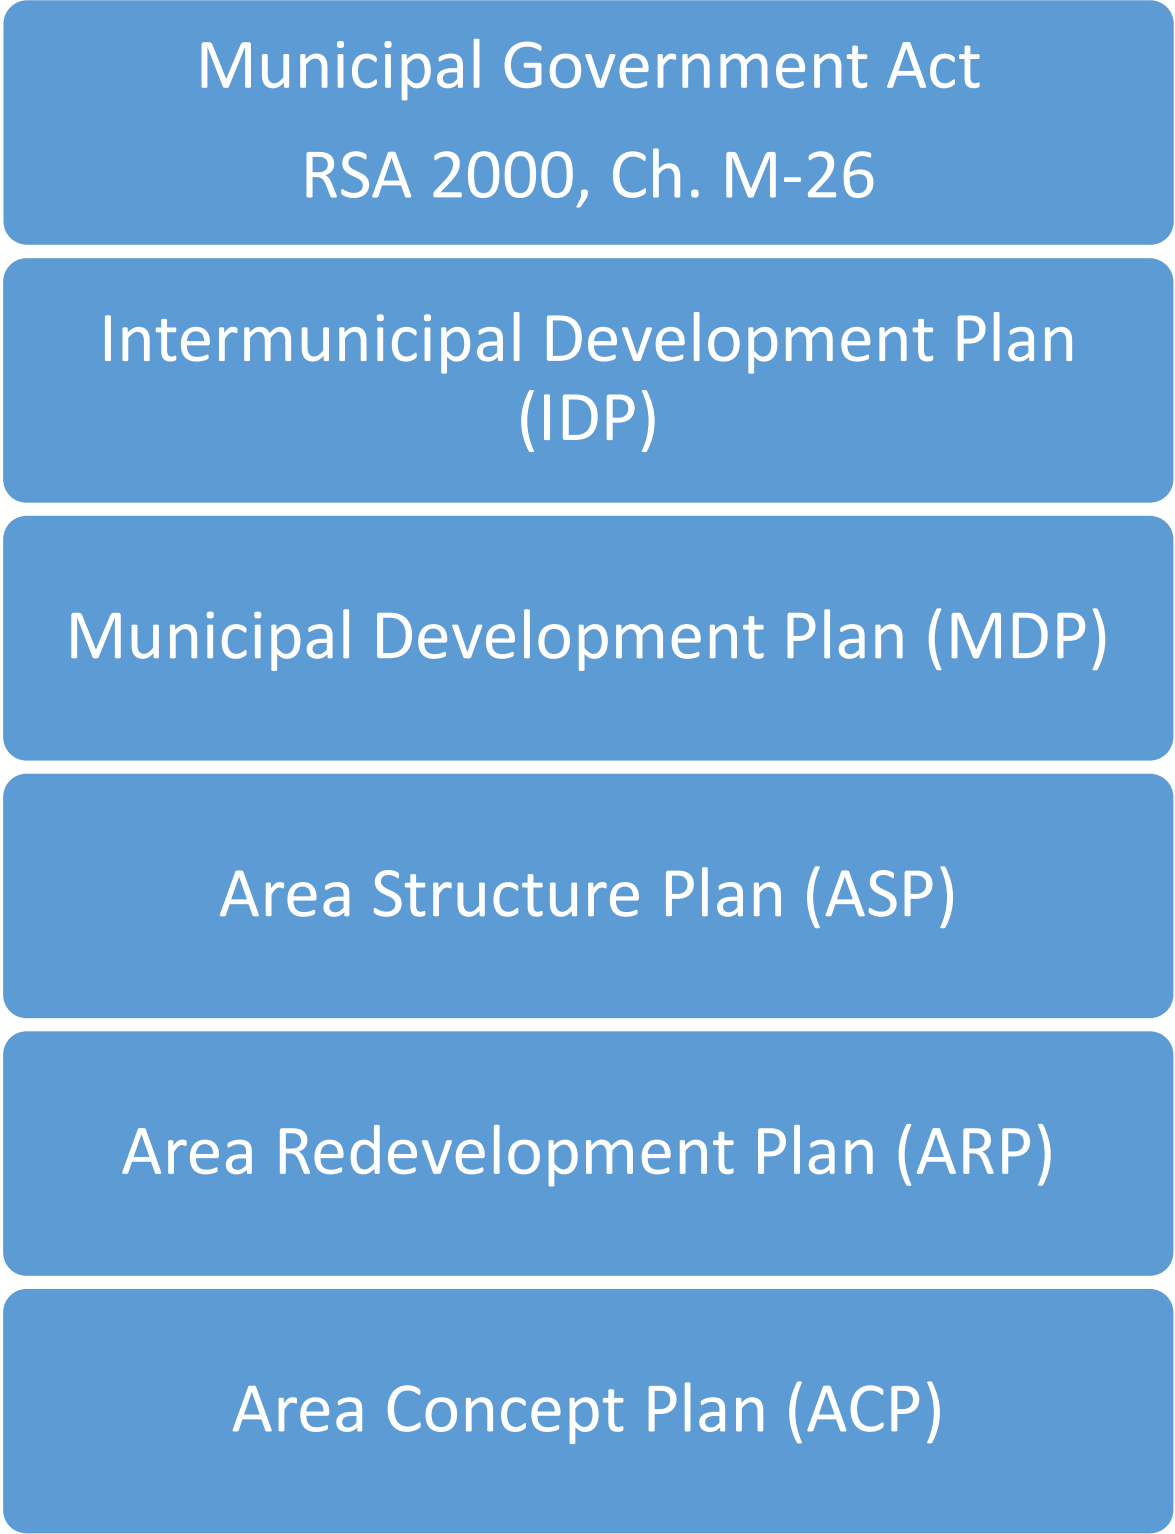 Municipal Government Act
RSA 2000, Ch. M-26
Intermunicipal Development Plan
(IDP)
Municipal Development Plan (MDP)
Area Structure Plan (ASP)
Area Redevelopment Plan (ARP)
Area Concept Plan (ACP)